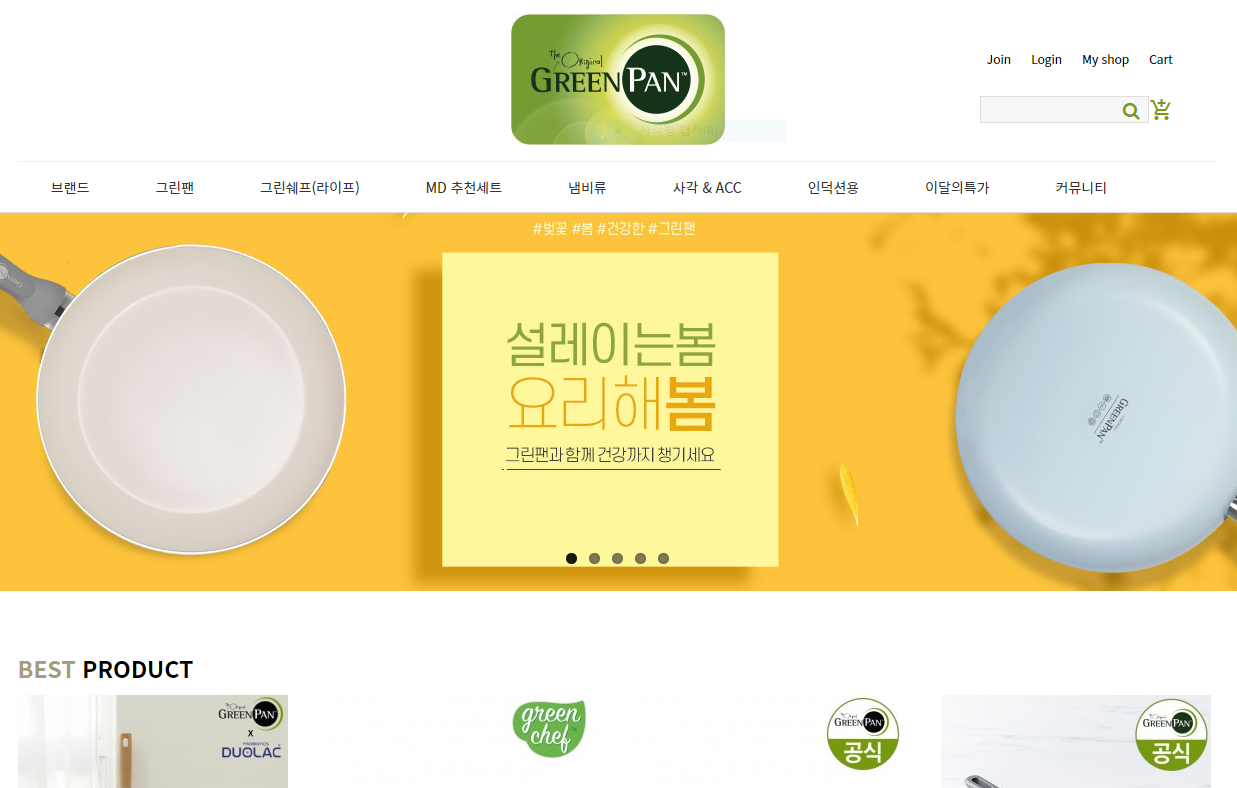 The Original
GREENPAN™
Join Login My shop Cart
브랜드 그린팬 그린쉐프(라이프) MD 추천세트 냄비류 사각 & ACC 인덕션용 이달의특가 커뮤니티
#벚꽃 #봄 #건강한 #그린팬
설레이는봄
요리해봄
그린팬과 함께 건강까지 챙기세요
GREENPAN™
BEST PRODUCT
The Original
GREENPAN™
X
PROBIOTICS
DUOLAC
green
chef
The Original
GREENPAN
공식
The Original
GREENPAN
공식